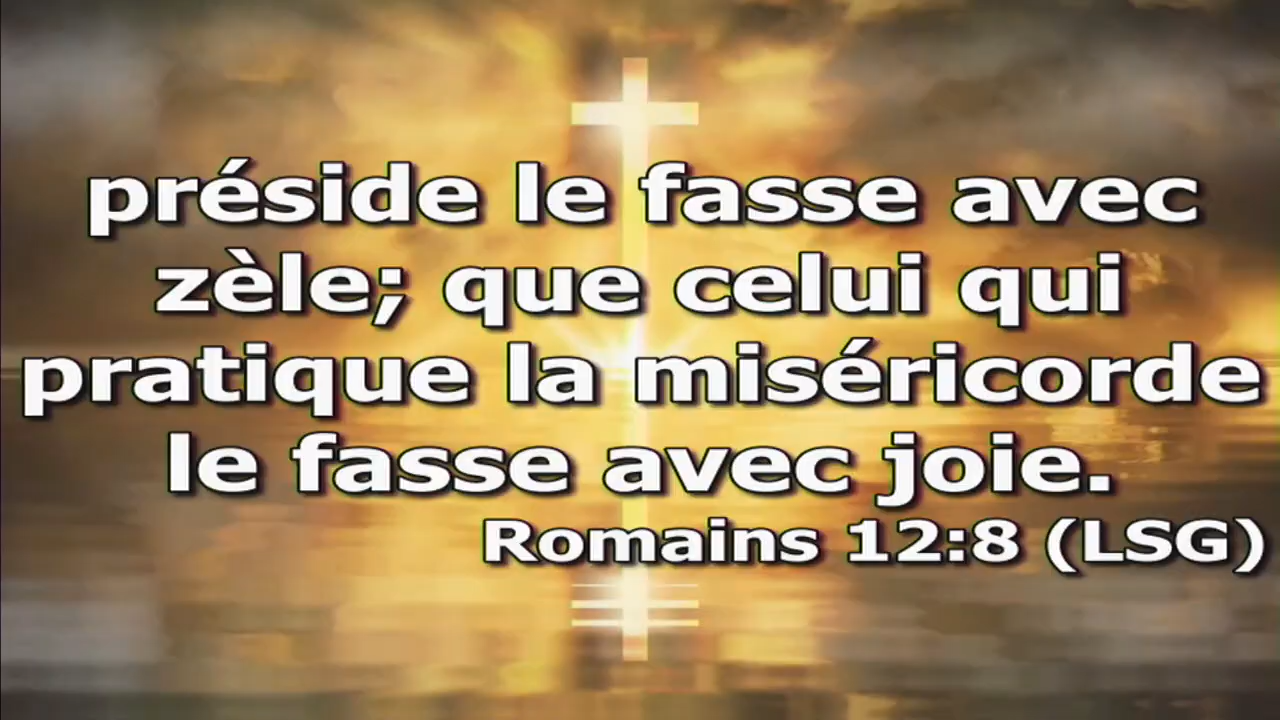 préside le fasse avec
zèle; que celui qui
pratique la miséricorde
le fasse avec joie.
Romains 12:8 (LSG)